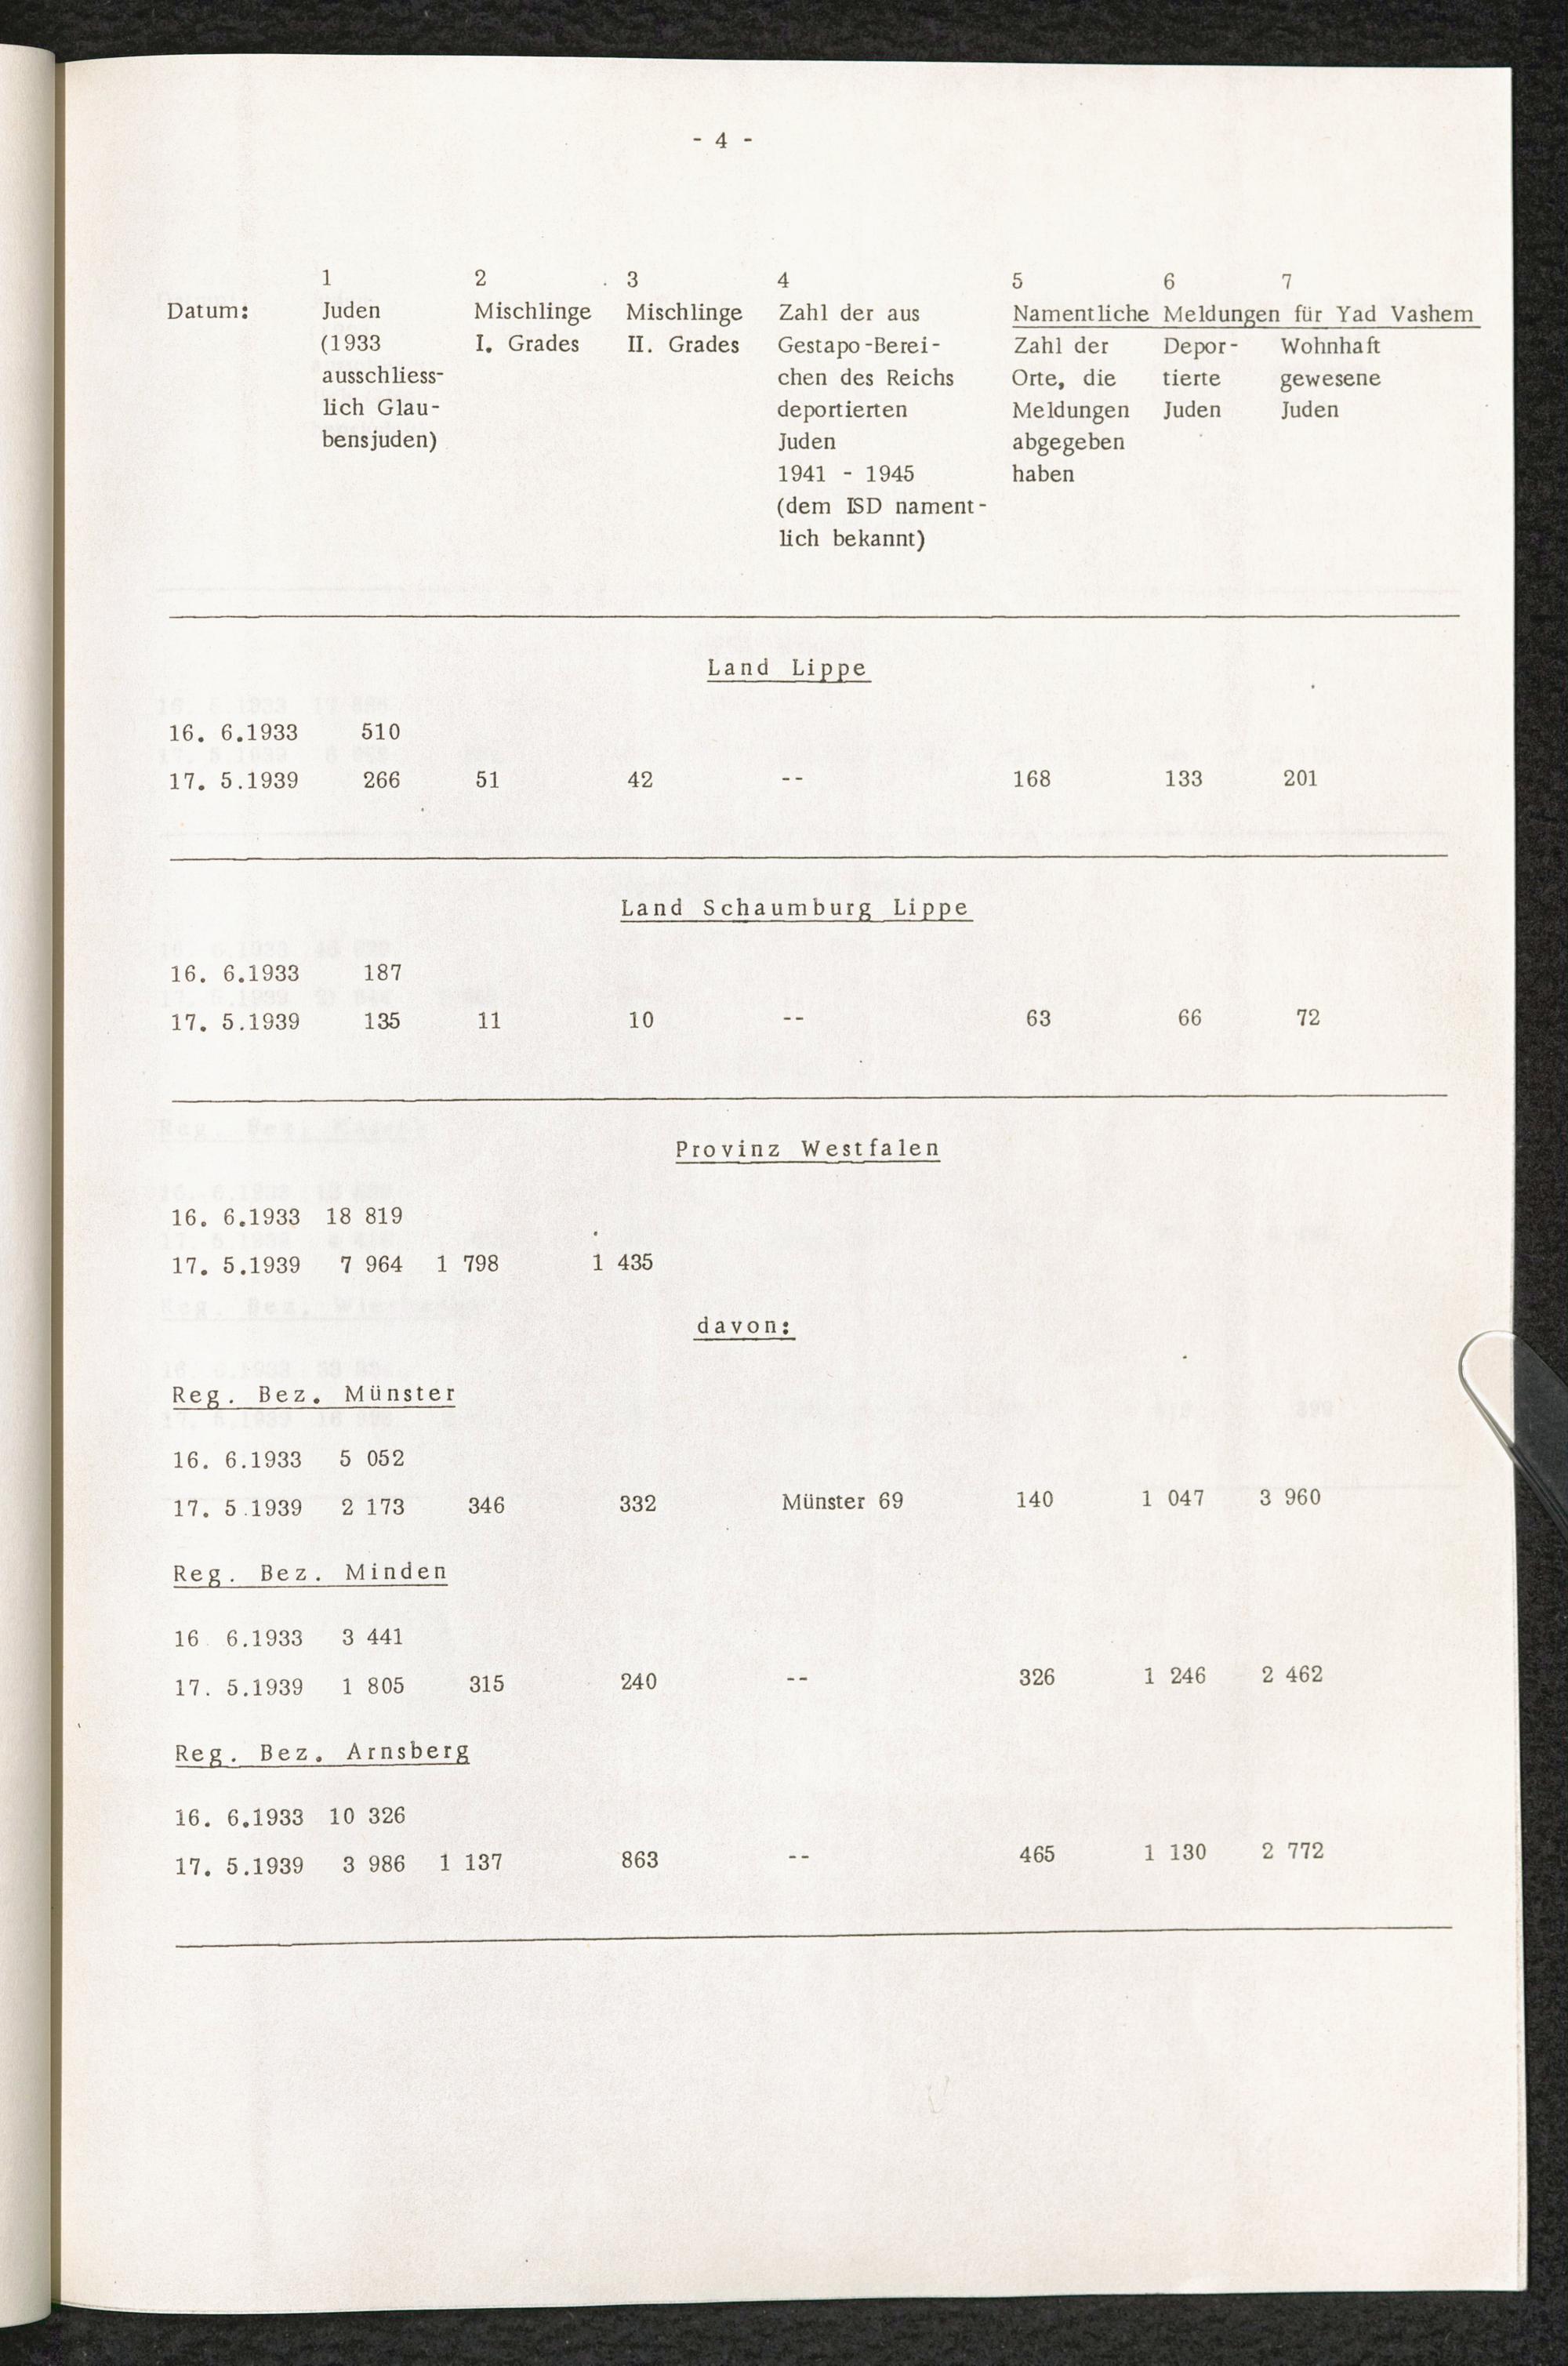 - 4 -
1 2 3 4 5 6 7
Datum: Juden Mischlinge Mischlinge Zahl der aus Namentliche Meldungen für Yad Vashem
(1933 I. Grades II. Grades Gestapo-Berei- Zahl der Depor- Wohnhaft
ausschliess- chen des Reichs Orte, die tierte gewesene
lich Glau- deportierten Meldungen Juden Juden
bensjuden) Juden abgegeben
1941 - 1945 haben
(dem ISD nament-
lich bekannt)
Land Lippe
16. 6.1933 510
17. 5.1939 266 51 42 -- 168 133 201
Land Schaumburg Lippe
16. 6.1933 187
17. 5.1939 135 11 10 -- 63 66 72
Provinz Westfalen
16. 6.1933 18 819
17. 5.1939 7 964 1 798 1 435
davon:
Reg. Bez. Münster
16. 6.1933 5 052
17. 5.1939 2 173 346 332 Münster 69 140 1 047 3 960
Reg. Bez. Minden
16 6.1933 3 441
17. 5.1939 1 805 315 240 -- 326 1 246 2 462
Reg. Bez. Arnsberg
16. 6.1933 10 326
17. 5.1939 3 986 1 137 863 -- 465 1 130 2 772